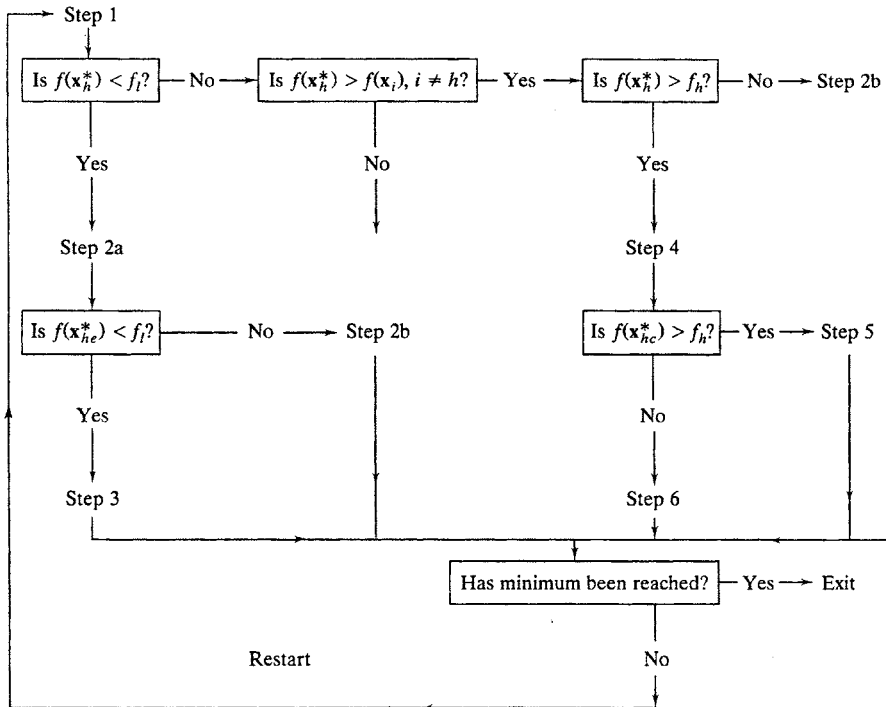 Step 1
Is f(x*_h) < f_l?
No
Is f(x*_h) > f(x_i), i ≠ h?
Yes
Is f(x*_h) > f_h?
No
Step 2b
Yes
No
Yes
Step 2a
Step 4
Is f(x*_he) < f_l?
No
Step 2b
Is f(x*_hc) > f_h?
Yes
Step 5
Yes
No
Step 3
Step 6
Has minimum been reached?
Yes
Exit
Restart
No